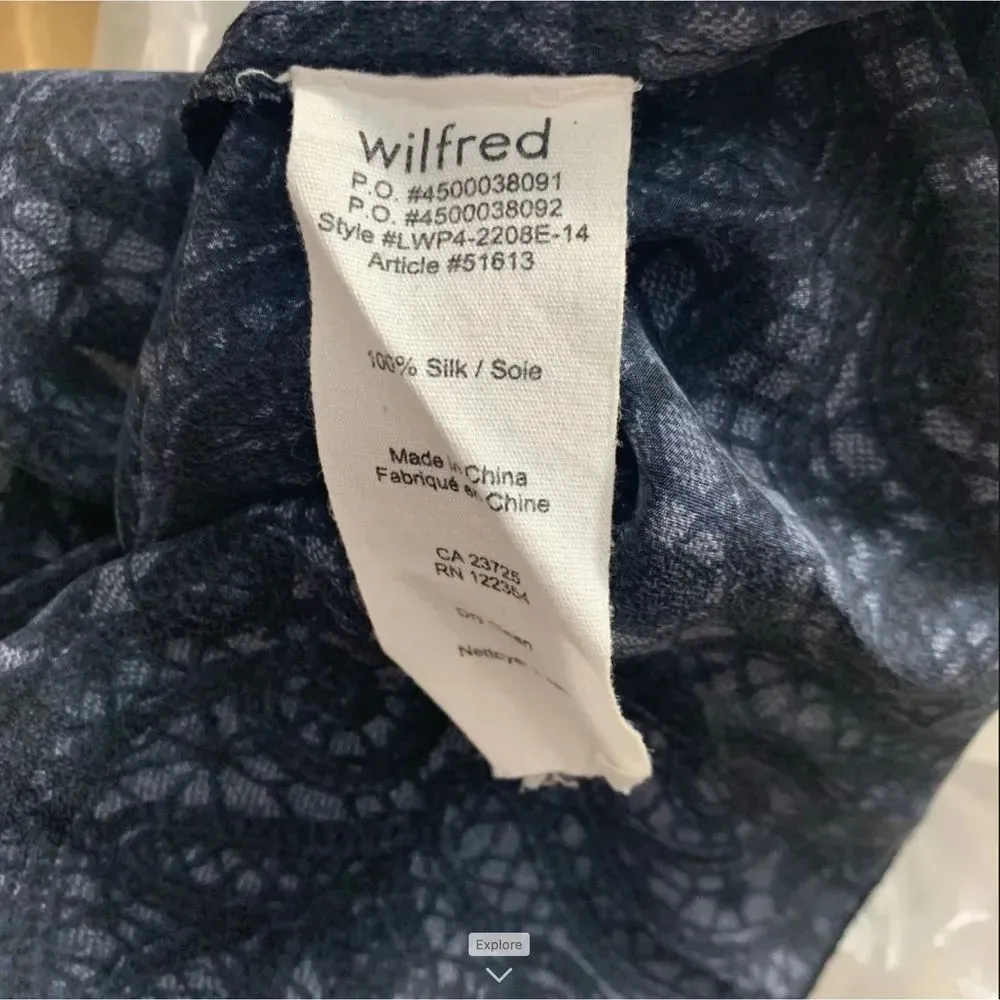 wilfred
P.O. #4500038091
P.O. #4500038092
Style #LWP4-2208E-14
Article #51613
100% Silk / Soie
Made in China
Fabriqué en Chine
CA 23725
RN 122354
Dry
Explore